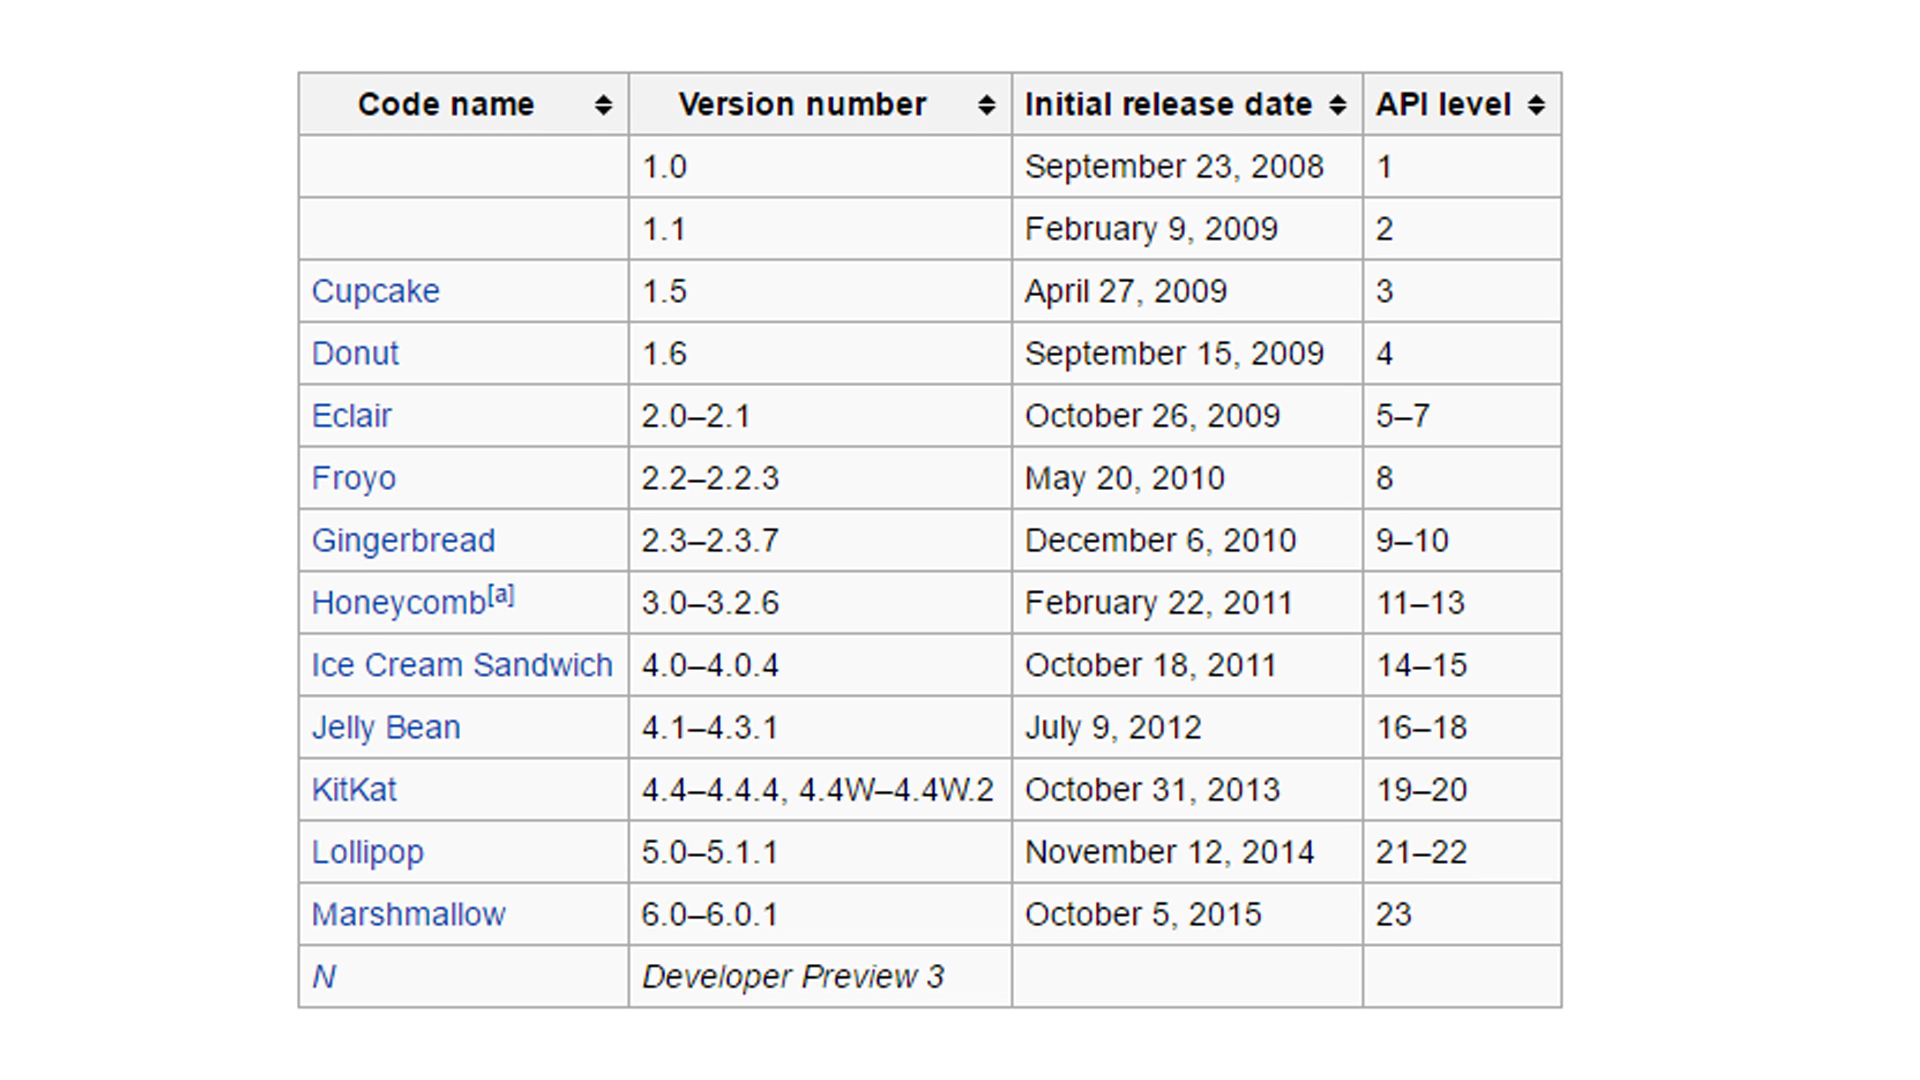 Code name Version number Initial release date API level
1.0 September 23, 2008 1
1.1 February 9, 2009 2
Cupcake 1.5 April 27, 2009 3
Donut 1.6 September 15, 2009 4
Eclair 2.0–2.1 October 26, 2009 5–7
Froyo 2.2–2.2.3 May 20, 2010 8
Gingerbread 2.3–2.3.7 December 6, 2010 9–10
Honeycomb[a] 3.0–3.2.6 February 22, 2011 11–13
Ice Cream Sandwich 4.0–4.0.4 October 18, 2011 14–15
Jelly Bean 4.1–4.3.1 July 9, 2012 16–18
KitKat 4.4–4.4.4, 4.4W–4.4W.2 October 31, 2013 19–20
Lollipop 5.0–5.1.1 November 12, 2014 21–22
Marshmallow 6.0–6.0.1 October 5, 2015 23
N Developer Preview 3